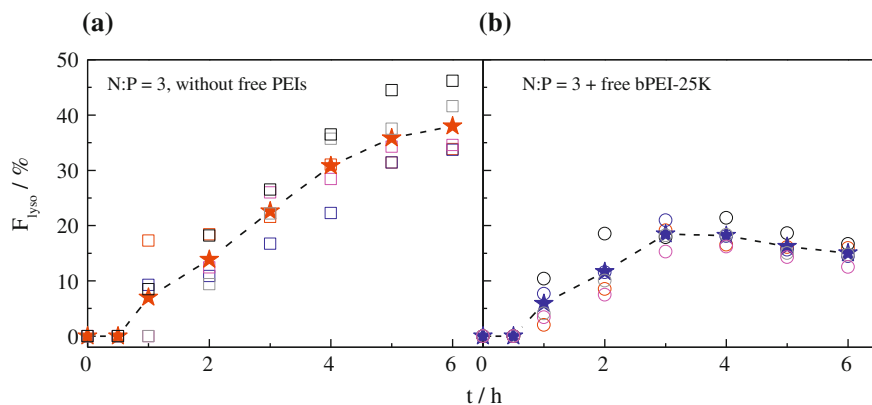 (a) (b)
N:P = 3, without free PEIs N:P = 3 + free bPEI-25K
F_lyso / %
50
40
30
20
10
0
0 2 4 6 0 2 4 6
t / h